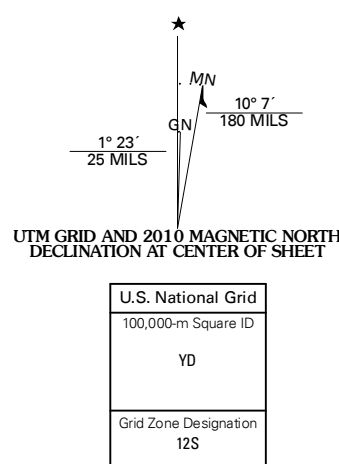 ★
MN
GN
10° 7´
180 MILS
1° 23´
25 MILS
UTM GRID AND 2010 MAGNETIC NORTH
DECLINATION AT CENTER OF SHEET
U.S. National Grid
100,000-m Square ID
YD
Grid Zone Designation
12S